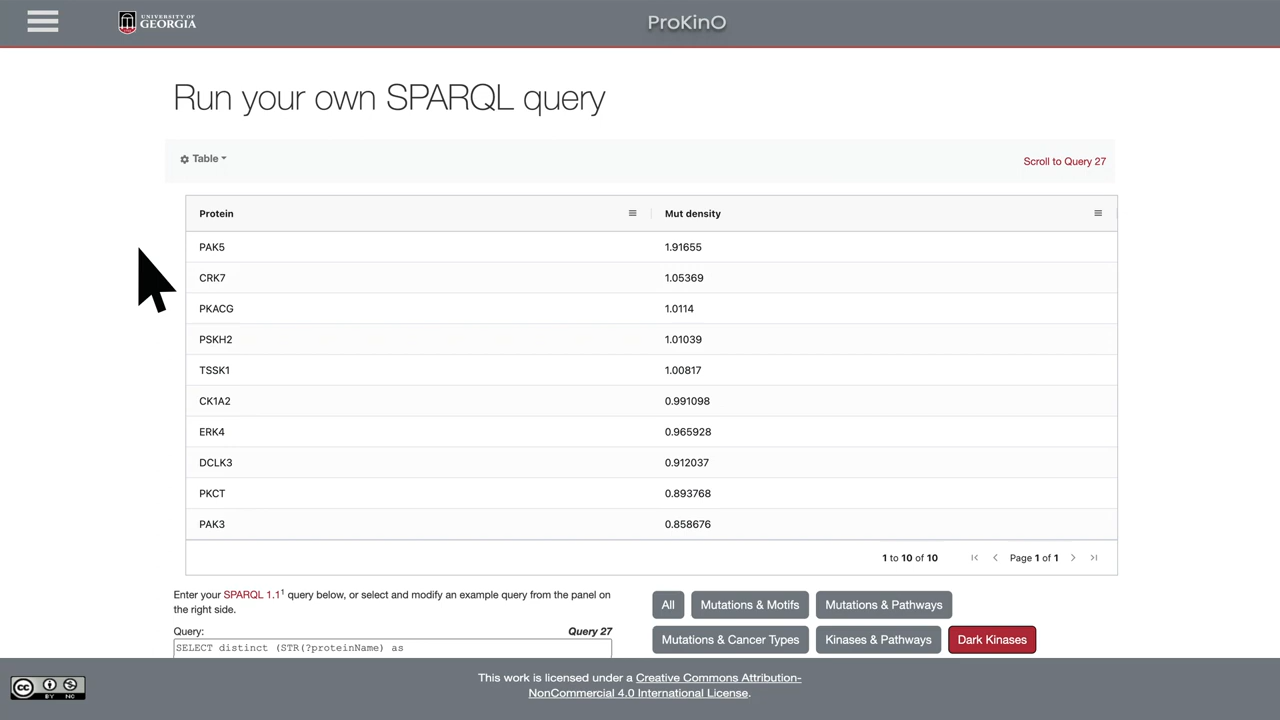 UNIVERSITY OF
GEORGIA
ProKinO
Run your own SPARQL query
Table
Scroll to Query 27
Protein Mut density
PAK5 1.91655
CRK7 1.05369
PKACG 1.0114
PSKH2 1.01039
TSSK1 1.00817
CK1A2 0.991098
ERK4 0.965928
DCLK3 0.912037
PKCT 0.893768
PAK3 0.858676
1 to 10 of 10 Page 1 of 1
Enter your SPARQL 1.1¹ query below, or select and modify an example query from the panel on
the right side.
Query: Query 27
SELECT distinct (STR(?proteinName) as
All Mutations & Motifs Mutations & Pathways
Mutations & Cancer Types Kinases & Pathways Dark Kinases
This work is licensed under a Creative Commons Attribution-
NonCommercial 4.0 International License.
cc
BY NC